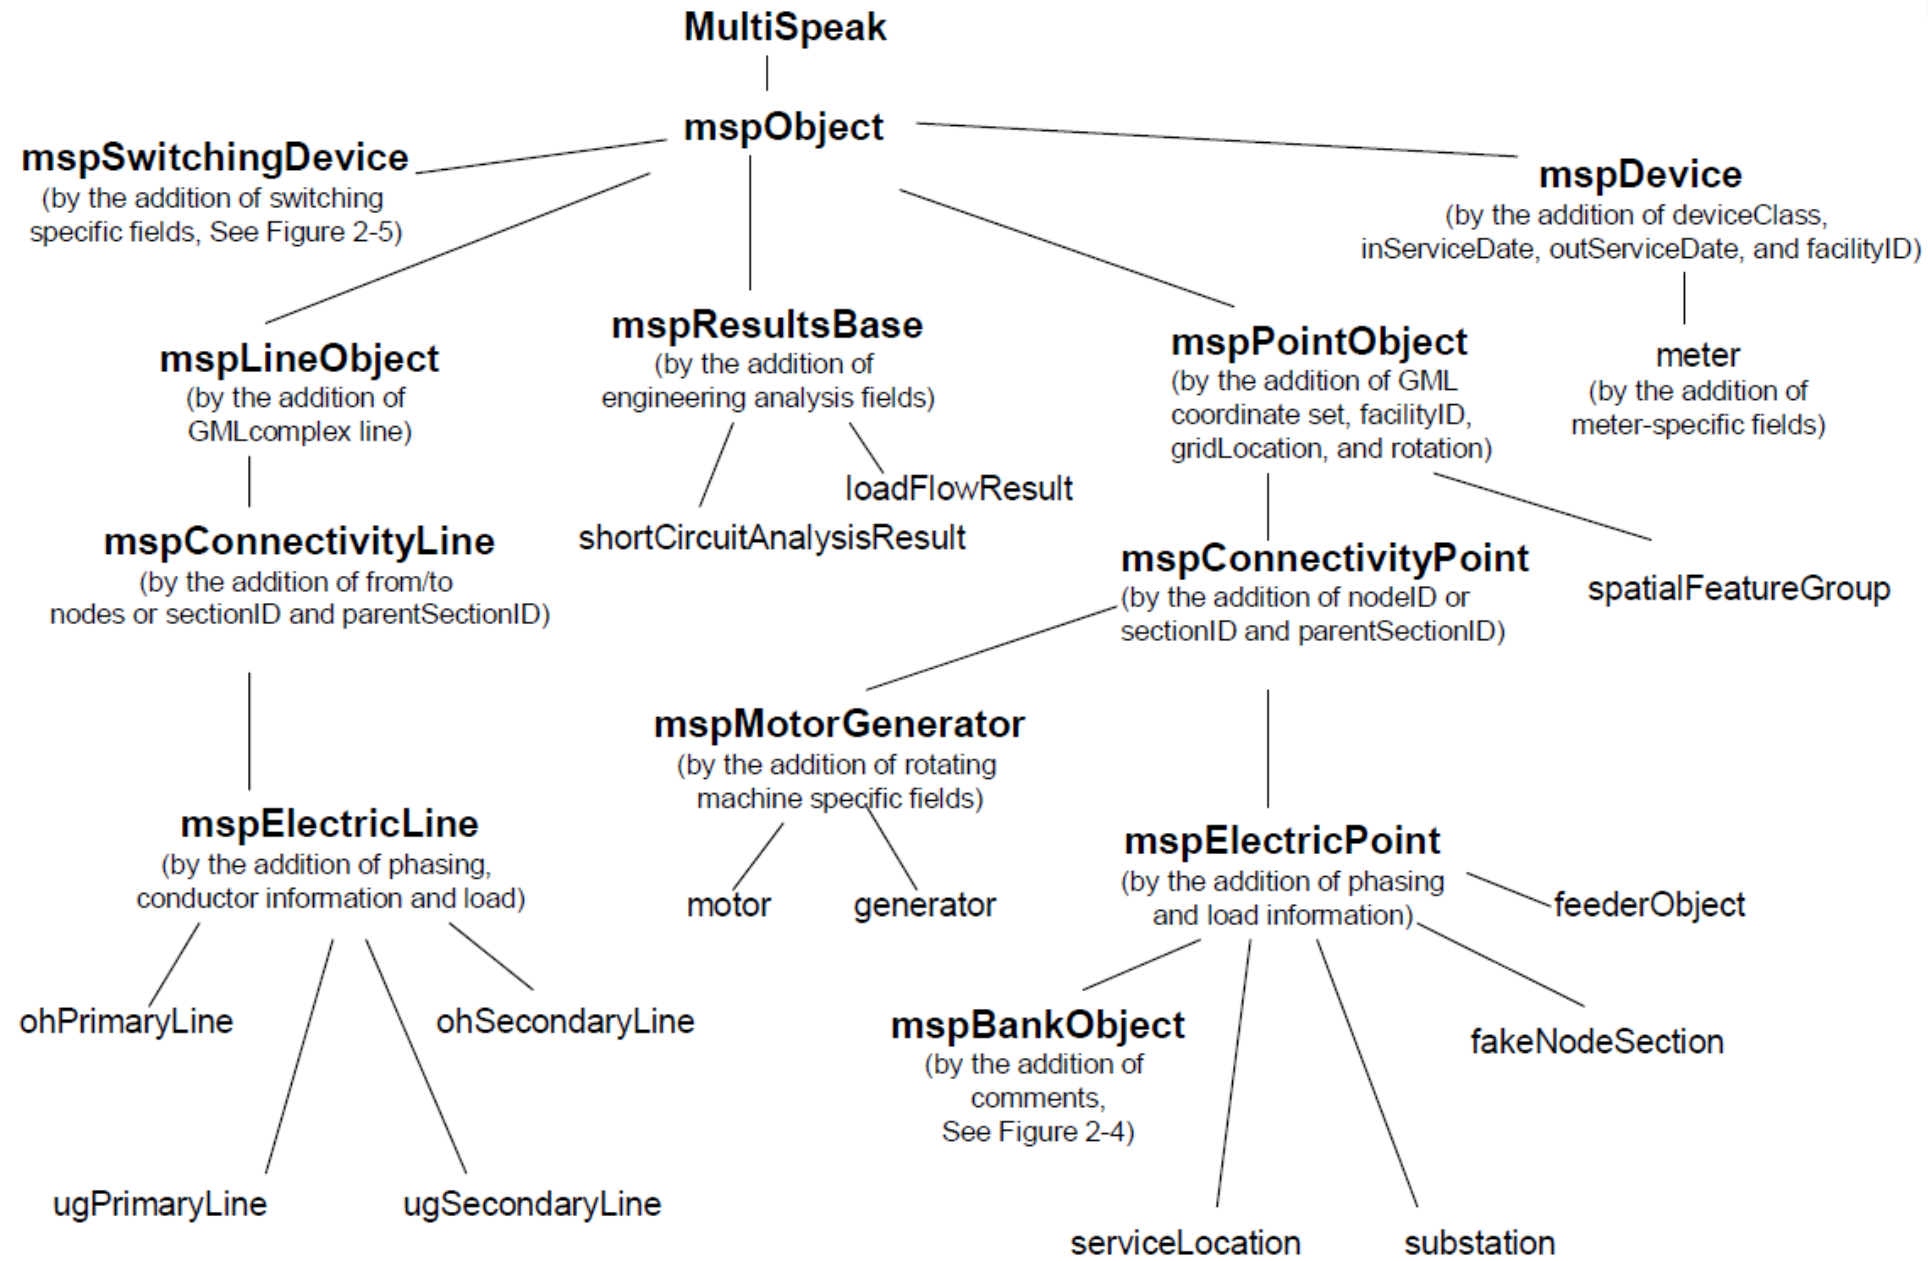 MultiSpeak
mspObject
mspSwitchingDevice
(by the addition of switching
specific fields, See Figure 2-5)
mspDevice
(by the addition of deviceClass,
inServiceDate, outServiceDate, and facilityID)
meter
(by the addition of
meter-specific fields)
mspLineObject
(by the addition of
GMLcomplex line)
mspResultsBase
(by the addition of
engineering analysis fields)
loadFlowResult
shortCircuitAnalysisResult
mspPointObject
(by the addition of GML
coordinate set, facilityID,
gridLocation, and rotation)
mspConnectivityLine
(by the addition of from/to
nodes or sectionID and parentSectionID)
mspConnectivityPoint
(by the addition of nodeID or
sectionID and parentSectionID)
spatialFeatureGroup
mspMotorGenerator
(by the addition of rotating
machine specific fields)
motor
generator
mspElectricLine
(by the addition of phasing,
conductor information and load)
mspElectricPoint
(by the addition of phasing
and load information)
feederObject
ohPrimaryLine
ohSecondaryLine
mspBankObject
(by the addition of
comments,
See Figure 2-4)
fakeNodeSection
ugPrimaryLine
ugSecondaryLine
serviceLocation
substation